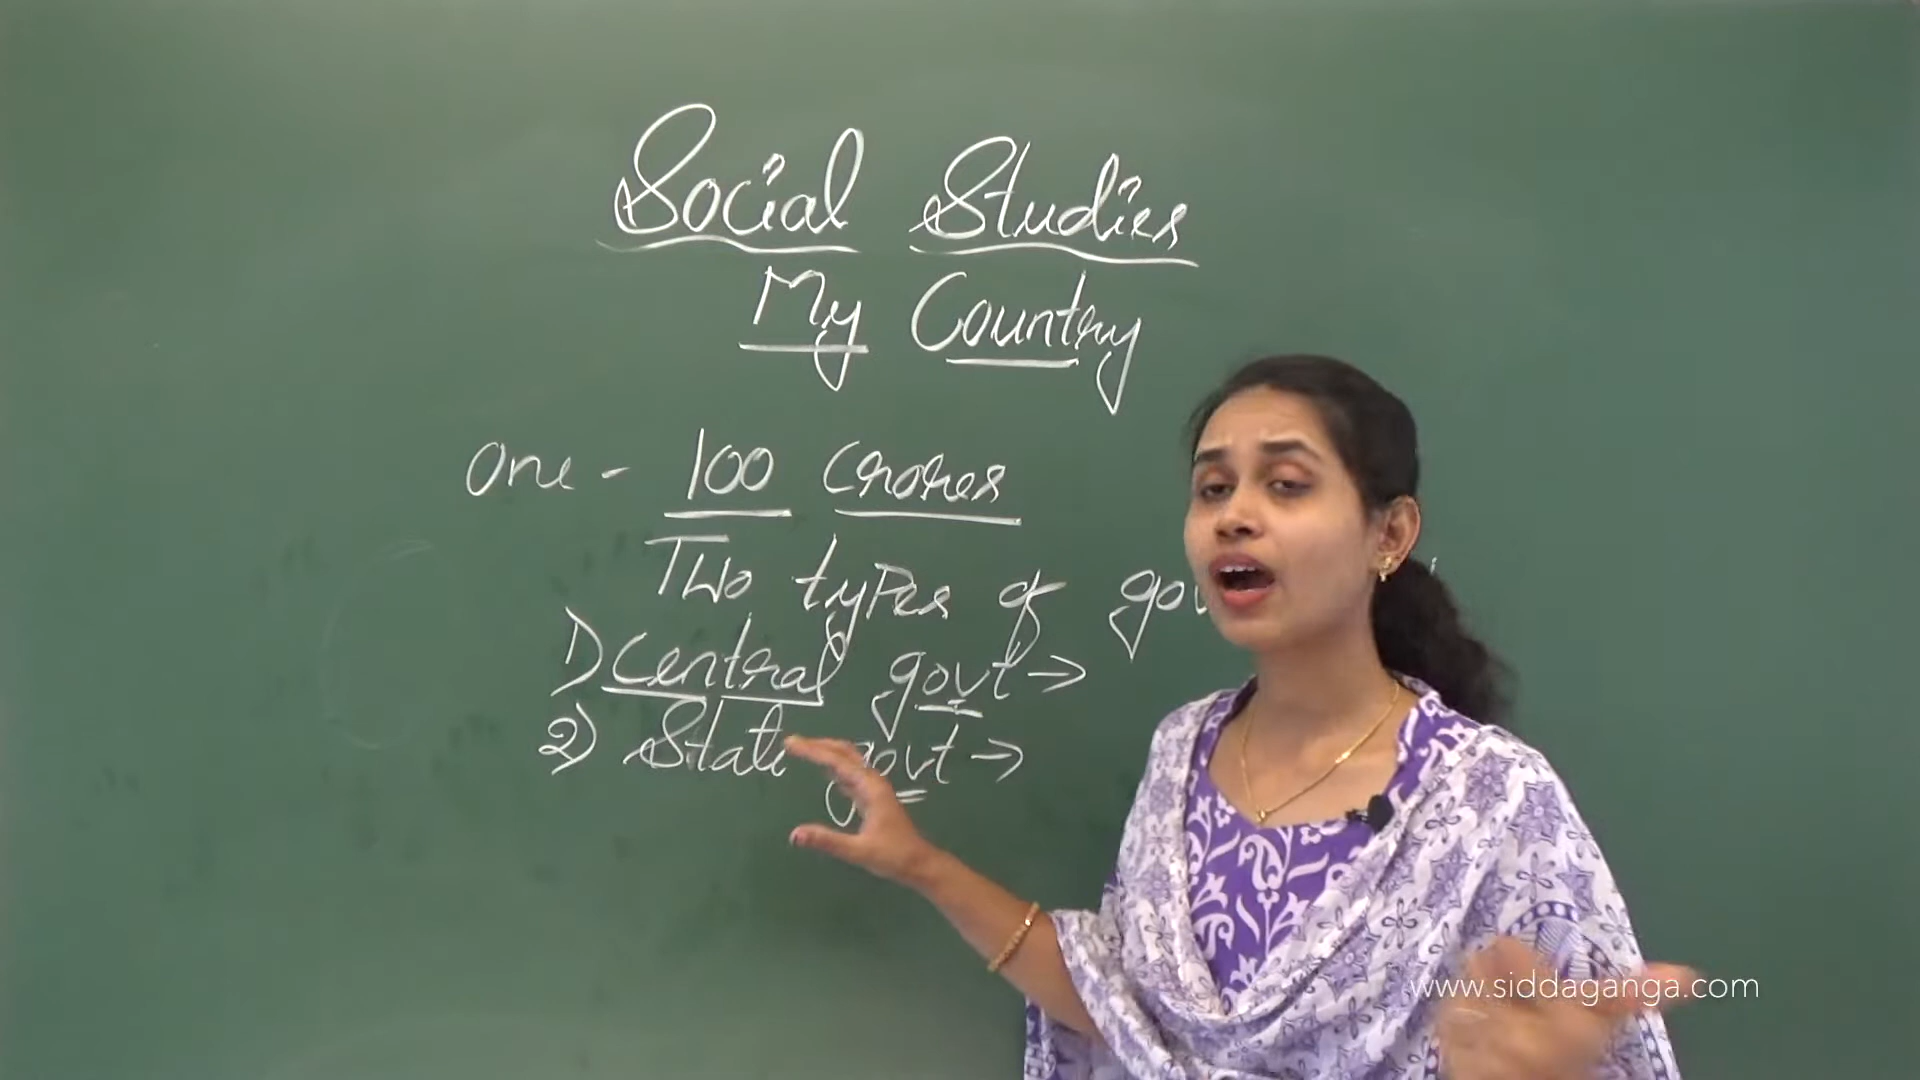 Social Studies
My Country
One - 100 Crores
Two types of gov
1) Central govt →
2) State govt →
www.siddaganga.com